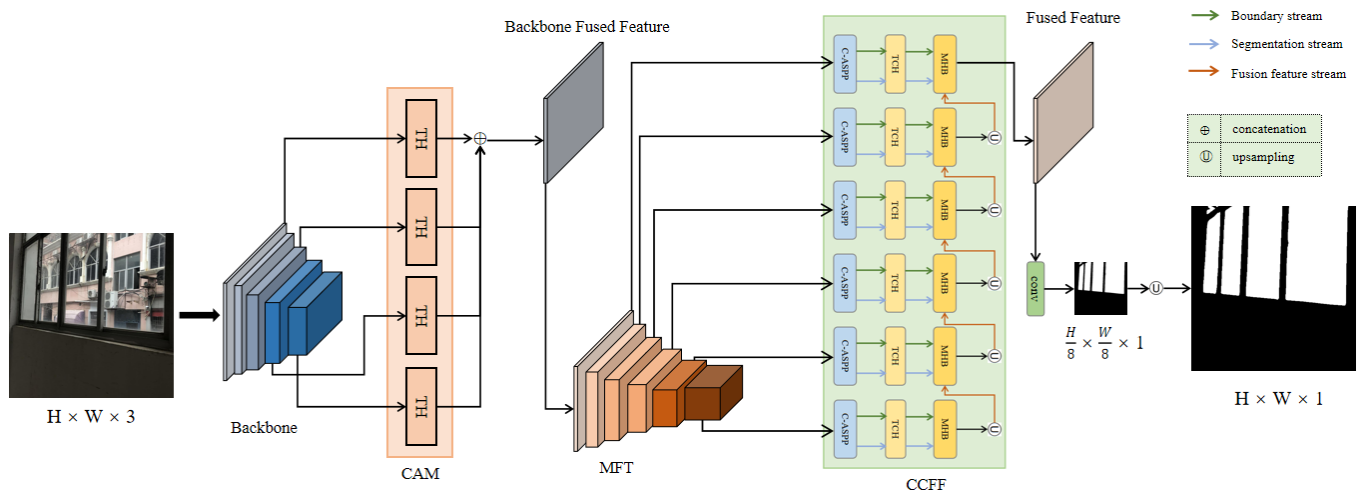 Backbone Fused Feature
Fused Feature
Boundary stream
Segmentation stream
Fusion feature stream
⊕ concatenation
Ⓤ upsampling
C-ASPP TCH MHB
Ⓤ
C-ASPP TCH MHB
Ⓤ
C-ASPP TCH MHB
Ⓤ
C-ASPP TCH MHB
Ⓤ
C-ASPP TCH MHB
Ⓤ
C-ASPP TCH MHB
TH
⊕
TH
TH
TH
conv
Ⓤ
H/8 × W/8 × 1
H × W × 3
Backbone
CAM
MFT
CCFF
H × W × 1